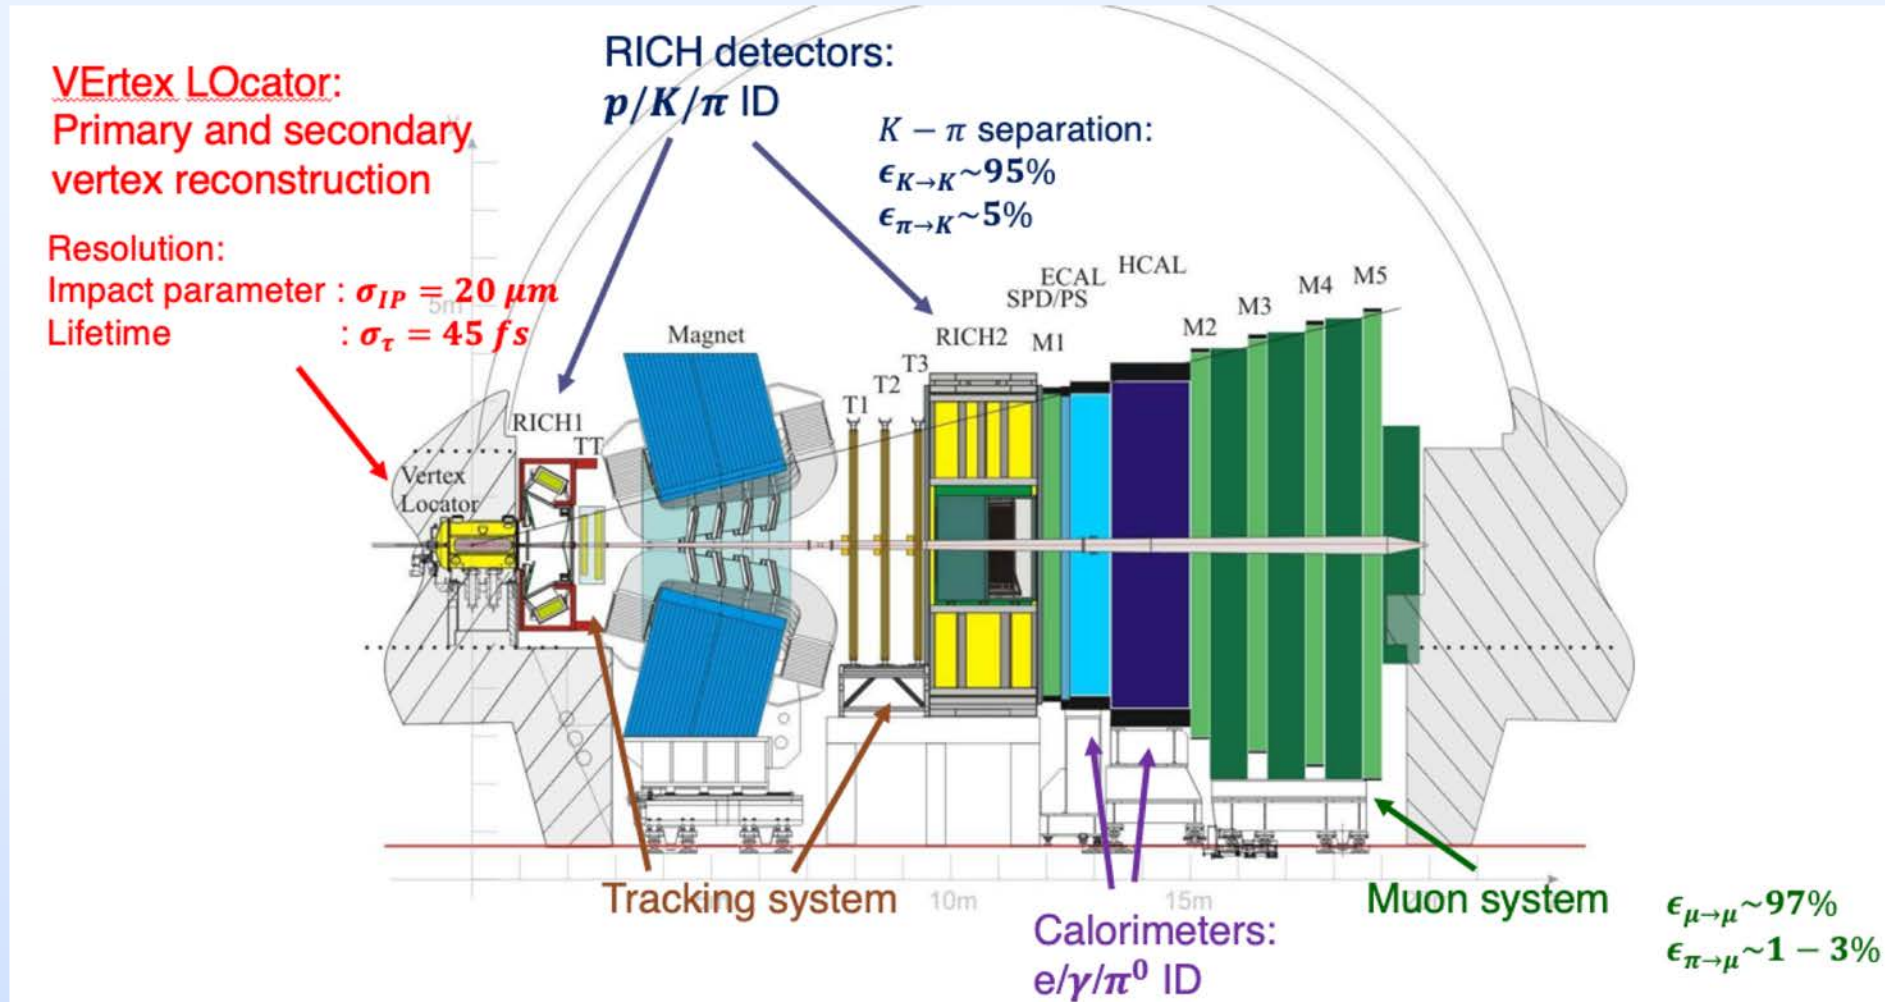 VErtex LOcator:
Primary and secondary
vertex reconstruction
Resolution:
Impact parameter : σ_IP = 20 μm
Lifetime : σ_τ = 45 fs
RICH detectors:
p/K/π ID
K − π separation:
ϵ_K→K~95%
ϵ_π→K~5%
y
5m
Magnet
RICH1
TT
Vertex
Locator
T1
T2
T3
RICH2
M1
SPD/PS
ECAL
HCAL
M2
M3
M4
M5
Tracking system
10m
15m
Calorimeters:
e/γ/π⁰ ID
Muon system
ϵ_μ→μ~97%
ϵ_π→μ~1 − 3%